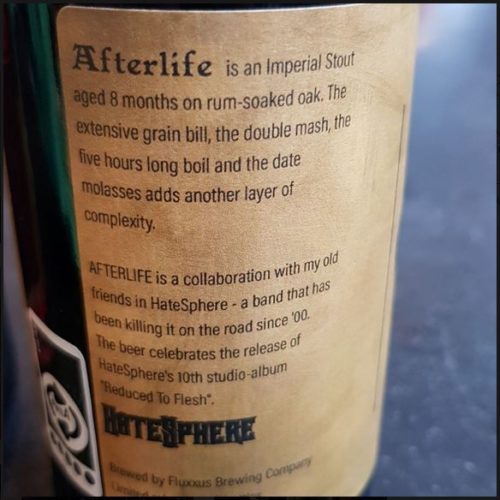 Afterlife is an Imperial Stout
aged 8 months on rum-soaked oak. The
extensive grain bill, the double mash, the
five hours long boil and the date
molasses adds another layer of
complexity.
AFTERLIFE is a collaboration with my old
friends in HateSphere - a band that has
been killing it on the road since '00.
The beer celebrates the release of
HateSphere's 10th studio-album
"Reduced To Flesh".
HATESPHERE
Brewed by Fluxxus Brewing Company
Limited